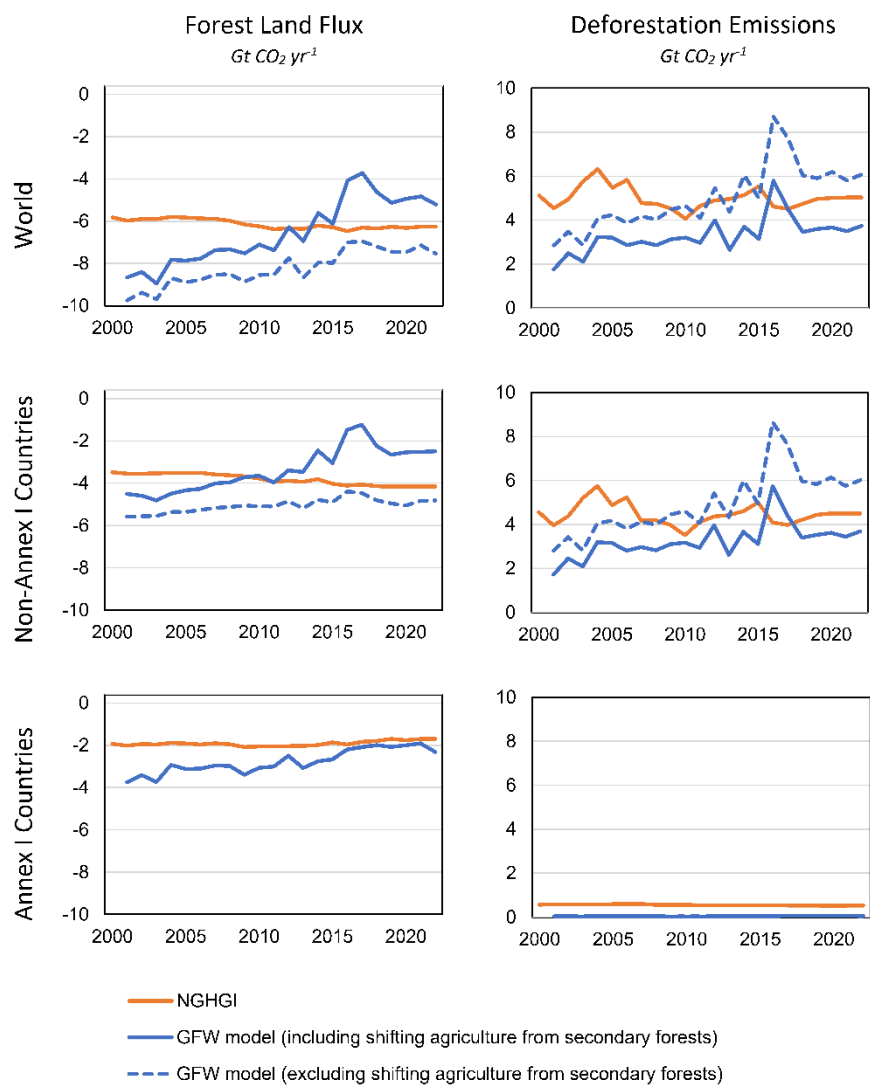 Forest Land Flux
Gt CO₂ yr⁻¹
Deforestation Emissions
Gt CO₂ yr⁻¹
World
0
-2
-4
-6
-8
-10
2000 2005 2010 2015 2020
10
8
6
4
2
0
2000 2005 2010 2015 2020
Non-Annex I Countries
0
-2
-4
-6
-8
-10
2000 2005 2010 2015 2020
10
8
6
4
2
0
2000 2005 2010 2015 2020
Annex I Countries
0
-2
-4
-6
-8
-10
2000 2005 2010 2015 2020
10
8
6
4
2
0
2000 2005 2010 2015 2020
NGHGI
GFW model (including shifting agriculture from secondary forests)
GFW model (excluding shifting agriculture from secondary forests)